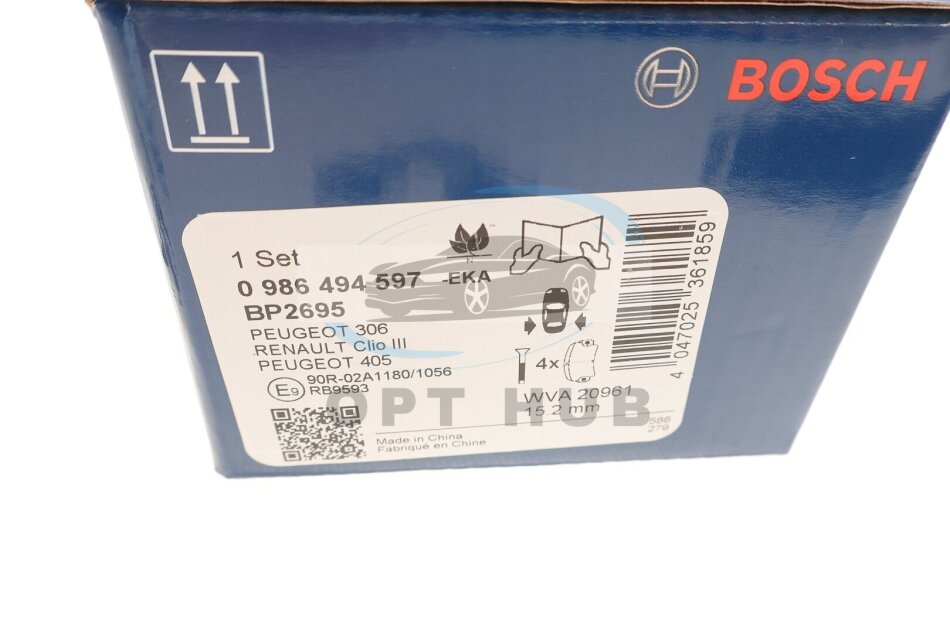 BOSCH
1 Set
0 986 494 597 -EKA
BP2695
PEUGEOT 306
RENAULT Clio III
PEUGEOT 405
E9 90R-02A1180/1056
RB9593
4x
WVA 20961
15.2 mm
Made in China
Fabriqué en Chine
586
279
4 047025 361859
OPT HUB